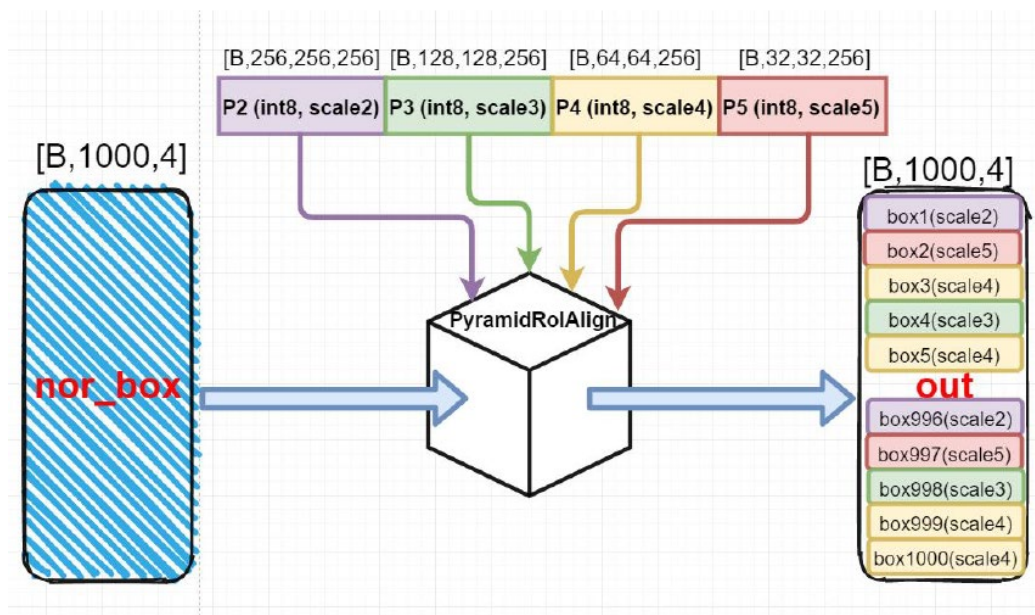 [B,256,256,256] [B,128,128,256] [B,64,64,256] [B,32,32,256]
P2 (int8, scale2) P3 (int8, scale3) P4 (int8, scale4) P5 (int8, scale5)
[B,1000,4]
[B,1000,4]
box1(scale2)
box2(scale5)
box3(scale4)
box4(scale3)
box5(scale4)
PyramidRoIAlign
nor_box
out
box996(scale2)
box997(scale5)
box998(scale3)
box999(scale4)
box1000(scale4)